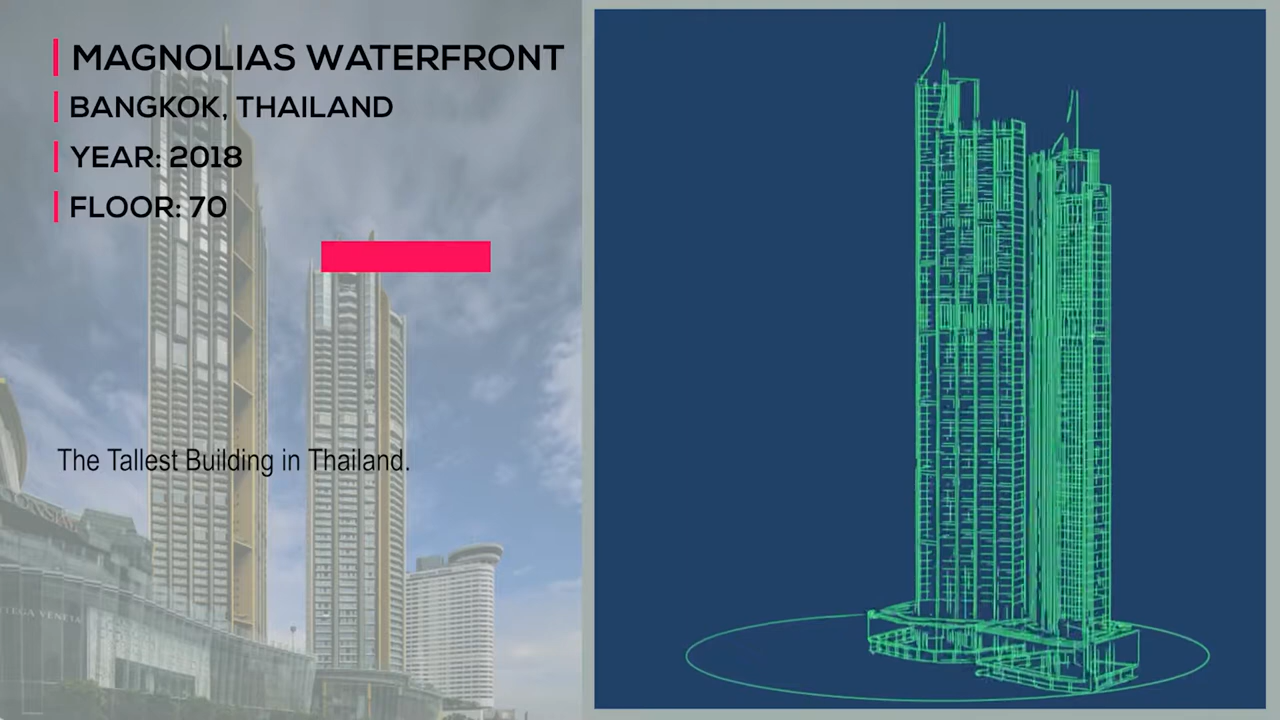 MAGNOLIAS WATERFRONT
BANGKOK, THAILAND
YEAR: 2018
FLOOR: 70
The Tallest Building in Thailand.